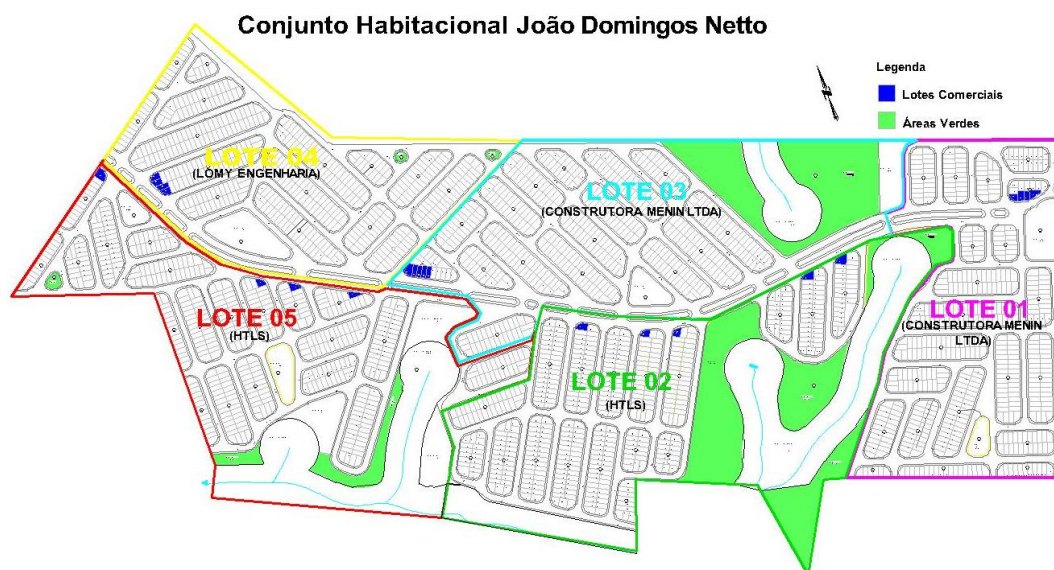 Conjunto Habitacional João Domingos Netto
Legenda
Lotes Comerciais
Áreas Verdes
LOTE 04
(LOMY ENGENHARIA)
LOTE 03
(CONSTRUTORA MENIN LTDA)
LOTE 05
(HTLS)
LOTE 01
(CONSTRUTORA MENIN
LTDA)
LOTE 02
(HTLS)